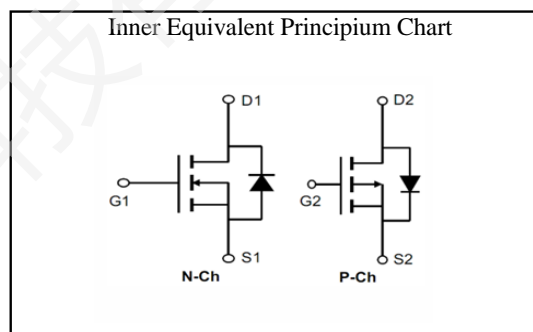 Inner Equivalent Principium Chart
D1 D2
G1 G2
S1 S2
N-Ch P-Ch